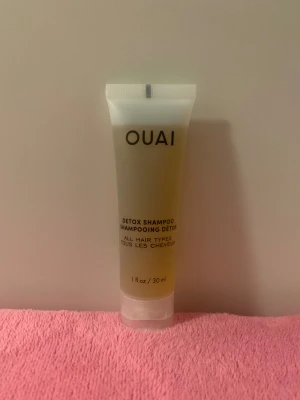 OUAI
DETOX SHAMPOO
SHAMPOOING DÉTOX
ALL HAIR TYPES
TOUS LES CHEVEUX
1 fl oz / 30 ml